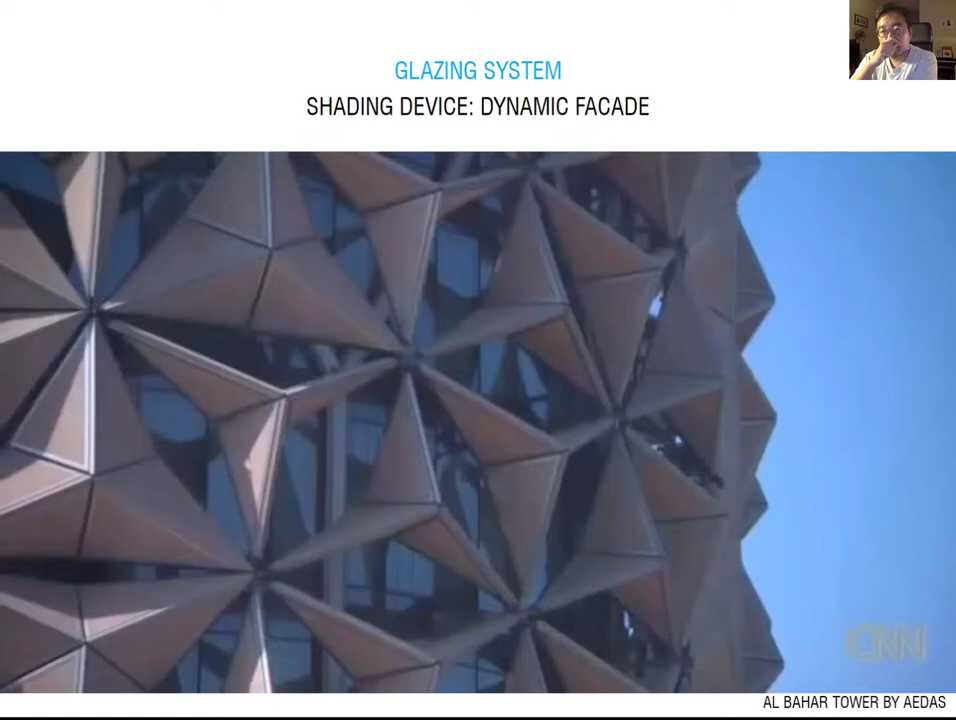 GLAZING SYSTEM
SHADING DEVICE: DYNAMIC FACADE
CNN
AL BAHAR TOWER BY AEDAS